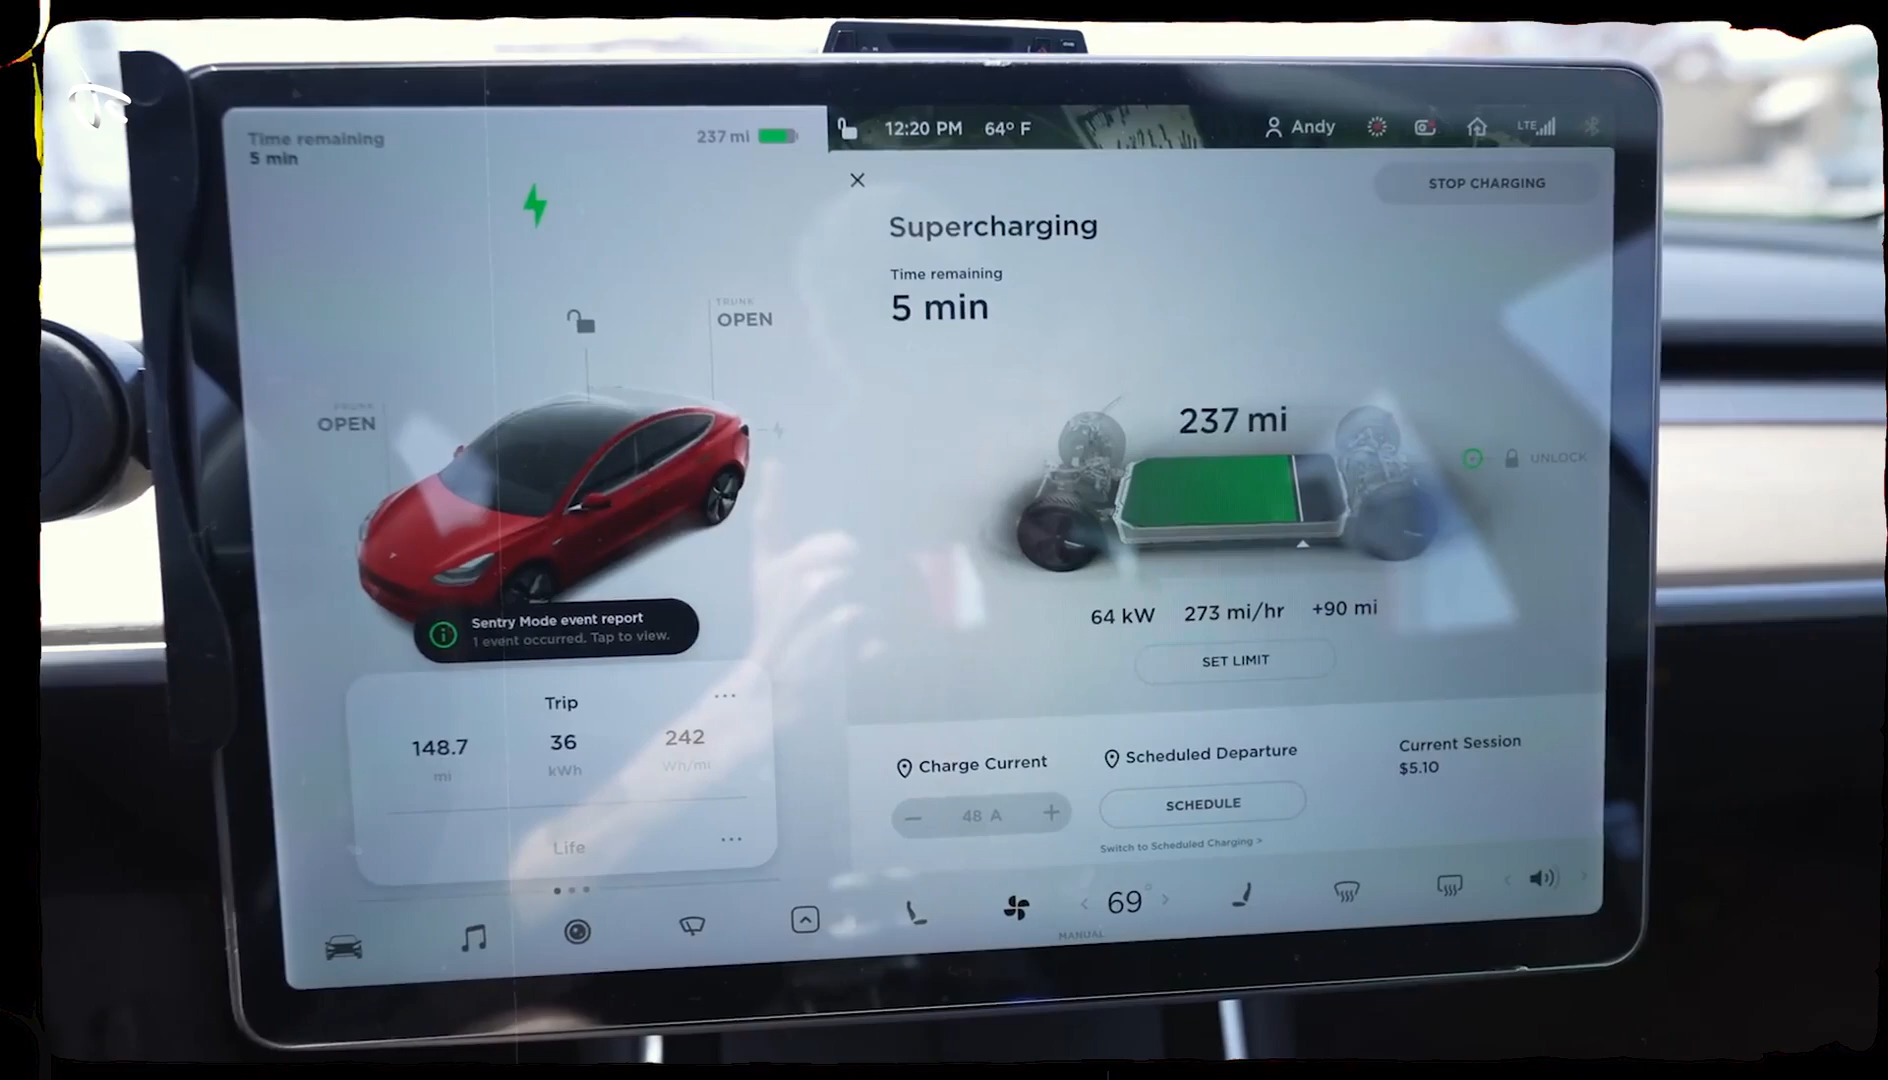 Time remaining
5 min
237 mi
TRUNK
OPEN
FRUNK
OPEN
Sentry Mode event report
1 event occurred. Tap to view.
Trip
148.7
mi
36
kWh
242
Wh/mi
Life
12:20 PM 64° F
Andy
LTE
STOP CHARGING
Supercharging
Time remaining
5 min
237 mi
UNLOCK
64 kW 273 mi/hr +90 mi
SET LIMIT
Charge Current
− 48 A +
Scheduled Departure
SCHEDULE
Switch to Scheduled Charging >
Current Session
$5.10
< 69° >
MANUAL